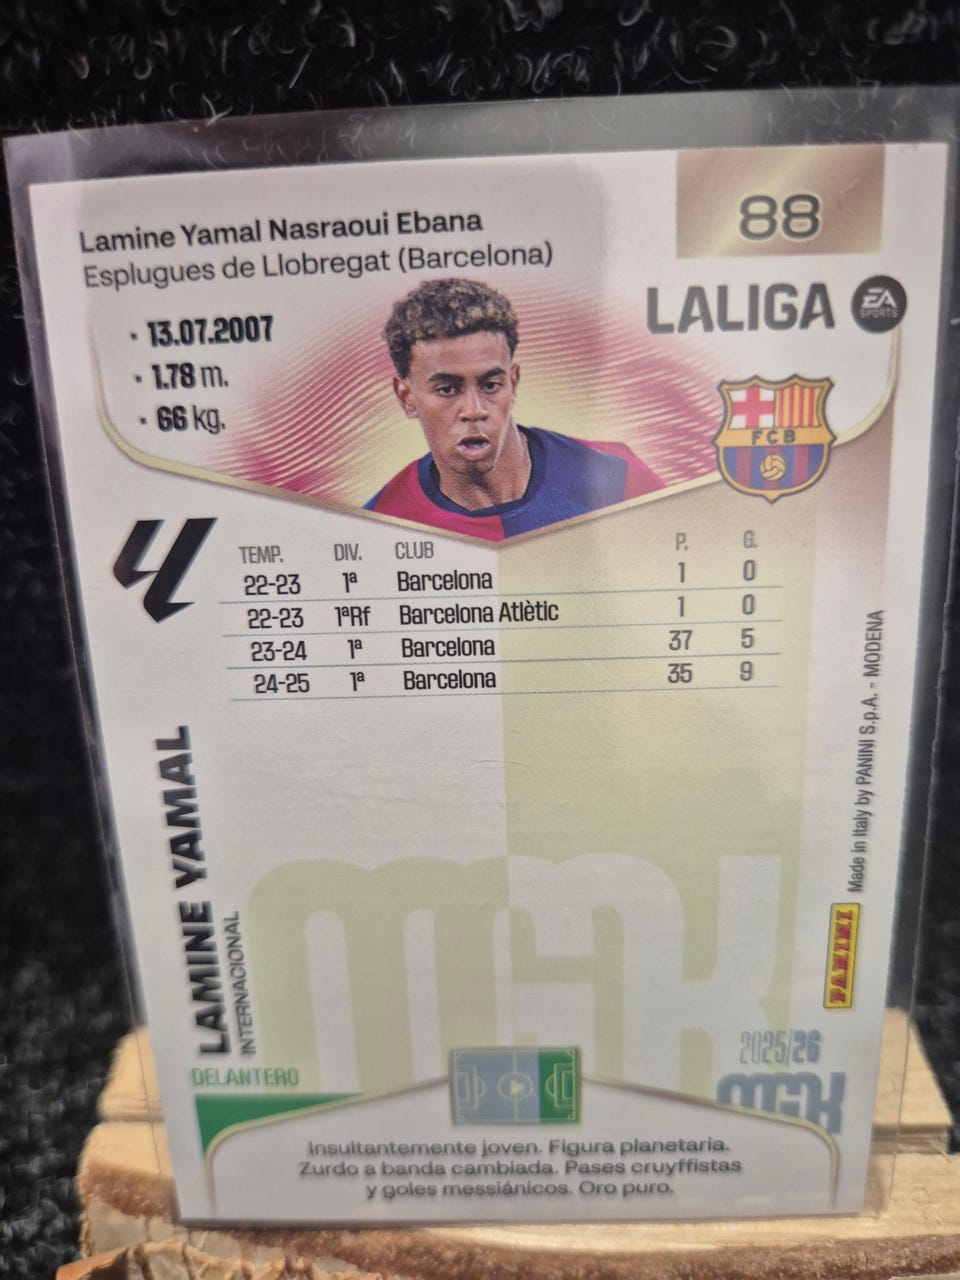 Lamine Yamal Nasraoui Ebana
Esplugues de Llobregat (Barcelona)
88
· 13.07.2007
· 1.78 m.
· 66 kg.
LALIGA
EA SPORTS
FCB
TEMP. DIV. CLUB P. G.
22-23 1ª Barcelona 1 0
22-23 1ªRf Barcelona Atlètic 1 0
23-24 1ª Barcelona 37 5
24-25 1ª Barcelona 35 9
LAMINE YAMAL
INTERNACIONAL
DELANTERO
Made in Italy by PANINI S.p.A. - MODENA
PANINI
2025/26
MGK
MGK
Insultantemente joven. Figura planetaria.
Zurdo a banda cambiada. Pases cruyffistas
y goles messiánicos. Oro puro.